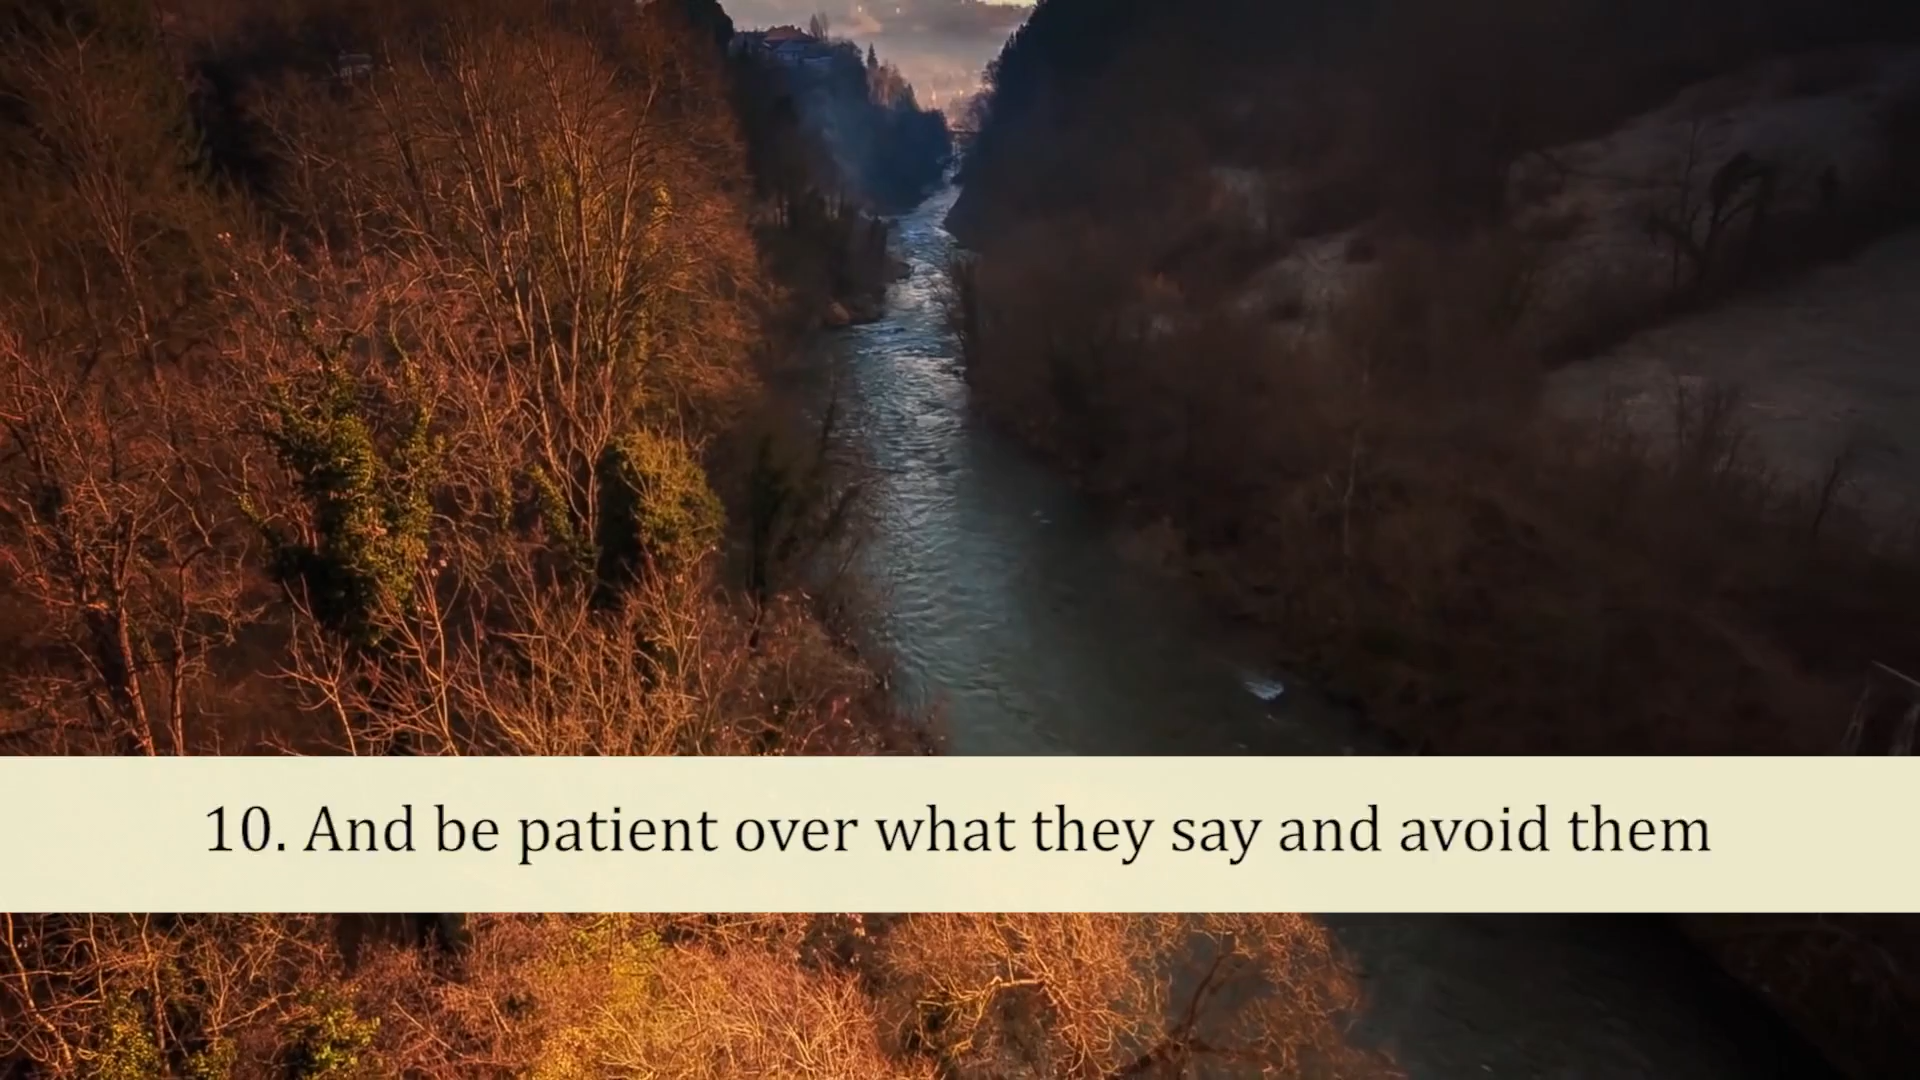 10. And be patient over what they say and avoid them